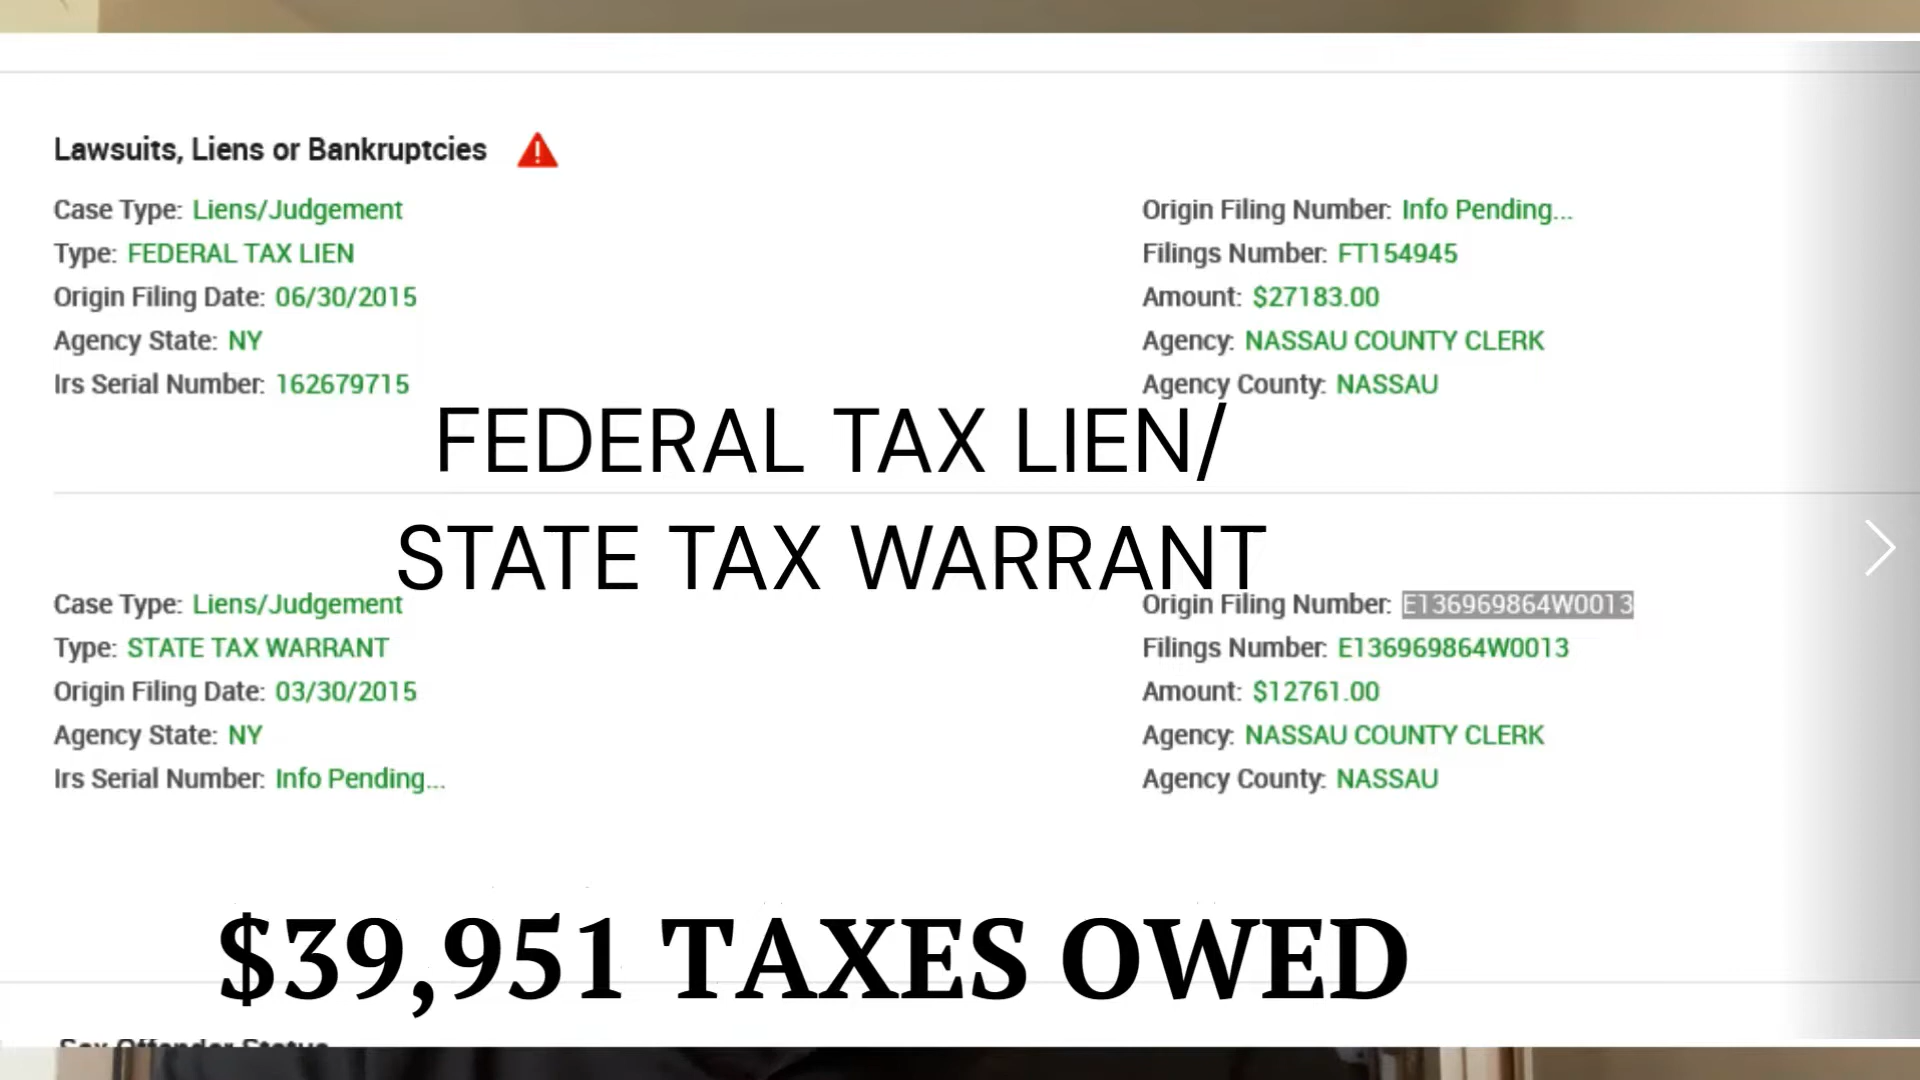 Lawsuits, Liens or Bankruptcies
Case Type: Liens/Judgement
Origin Filing Number: Info Pending...
Type: FEDERAL TAX LIEN
Filings Number: FT154945
Origin Filing Date: 06/30/2015
Amount: $27183.00
Agency State: NY
Agency: NASSAU COUNTY CLERK
Irs Serial Number: 162679715
Agency County: NASSAU
FEDERAL TAX LIEN/
STATE TAX WARRANT
Case Type: Liens/Judgement
Origin Filing Number: E136969864W0013
Type: STATE TAX WARRANT
Filings Number: E136969864W0013
Origin Filing Date: 03/30/2015
Amount: $12761.00
Agency State: NY
Agency: NASSAU COUNTY CLERK
Irs Serial Number: Info Pending...
Agency County: NASSAU
$39,951 TAXES OWED
Sex Offender Status